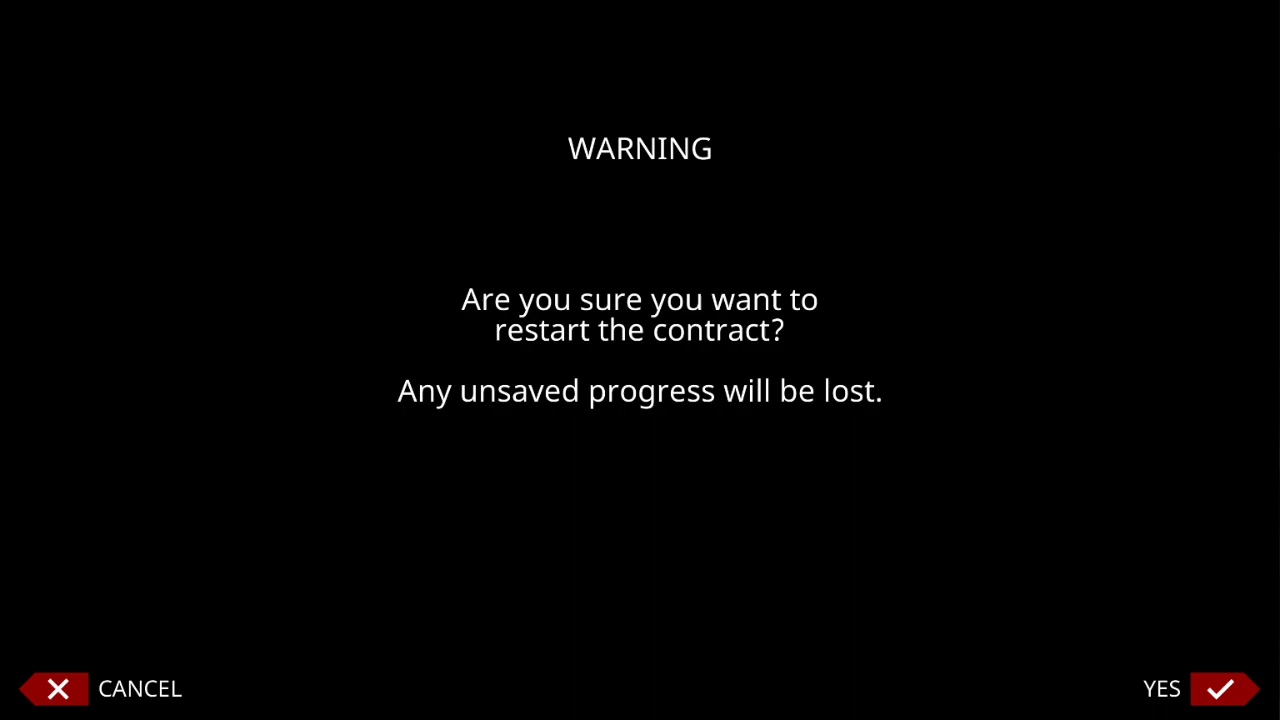 WARNING
Are you sure you want to
restart the contract?
Any unsaved progress will be lost.
CANCEL
YES